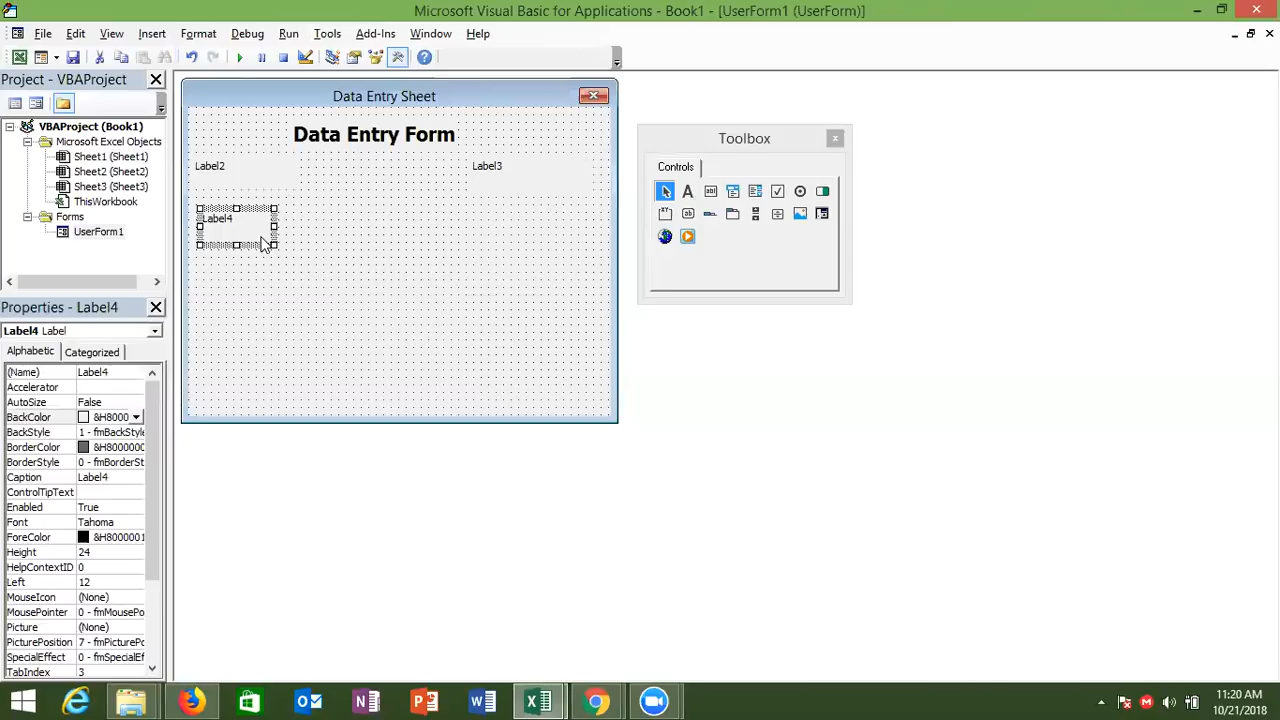 Microsoft Visual Basic for Applications - Book1 - [UserForm1 (UserForm)]
File Edit View Insert Format Debug Run Tools Add-Ins Window Help
Project - VBAProject
VBAProject (Book1)
Microsoft Excel Objects
Sheet1 (Sheet1)
Sheet2 (Sheet2)
Sheet3 (Sheet3)
ThisWorkbook
Forms
UserForm1
Data Entry Sheet
Data Entry Form
Label2
Label3
Label4
Toolbox
Controls
Properties - Label4
Label4 Label
Alphabetic Categorized
(Name) Label4
Accelerator
AutoSize False
BackColor &H8000
BackStyle 1 - fmBackStyle
BorderColor &H8000000
BorderStyle 0 - fmBorderSt
Caption Label4
ControlTipText
Enabled True
Font Tahoma
ForeColor &H8000001
Height 24
HelpContextID 0
Left 12
MouseIcon (None)
MousePointer 0 - fmMousePo
Picture (None)
PicturePosition 7 - fmPicturePo
SpecialEffect 0 - fmSpecialEf
TabIndex 3
11:20 AM
10/21/2018